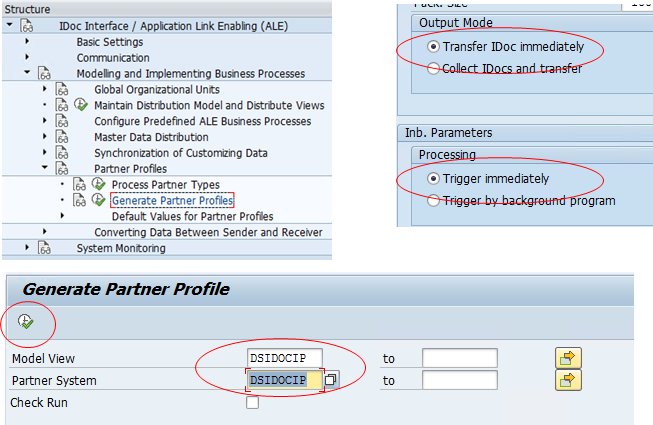 Structure
IDoc Interface / Application Link Enabling (ALE)
Basic Settings
Communication
Modelling and Implementing Business Processes
Global Organizational Units
Maintain Distribution Model and Distribute Views
Configure Predefined ALE Business Processes
Master Data Distribution
Synchronization of Customizing Data
Partner Profiles
Process Partner Types
Generate Partner Profiles
Default Values for Partner Profiles
Converting Data Between Sender and Receiver
System Monitoring
Output Mode
Transfer IDoc immediately
Collect IDocs and transfer
Inb. Parameters
Processing
Trigger immediately
Trigger by background program
Generate Partner Profile
Model View DSIDOCIP to
Partner System DSIDOCIP to
Check Run